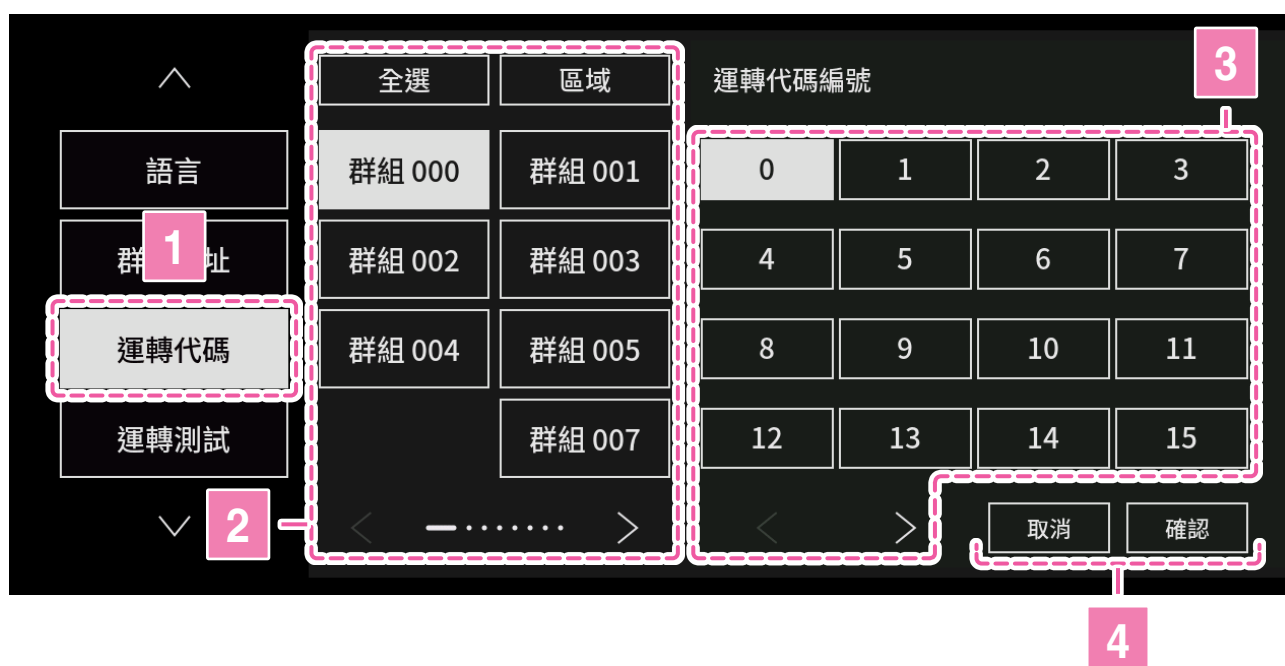 3
全選 區域 運轉代碼編號
語言 群組 000 群組 001 0 1 2 3
1
群 址 群組 002 群組 003 4 5 6 7
運轉代碼 群組 004 群組 005 8 9 10 11
運轉測試 群組 007 12 13 14 15
2
取消 確認
4